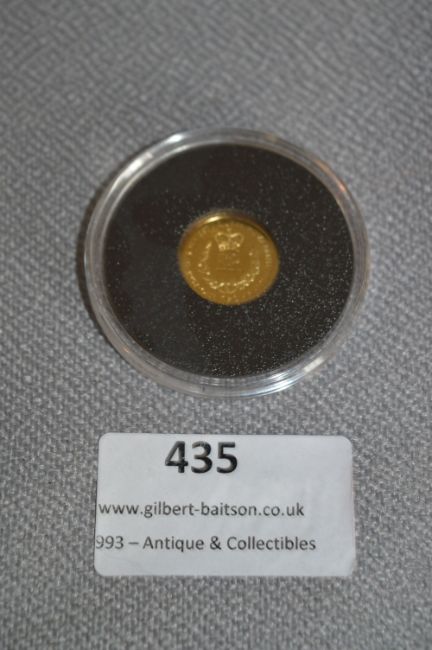 435
www.gilbert-baitson.co.uk
993 – Antique & Collectibles